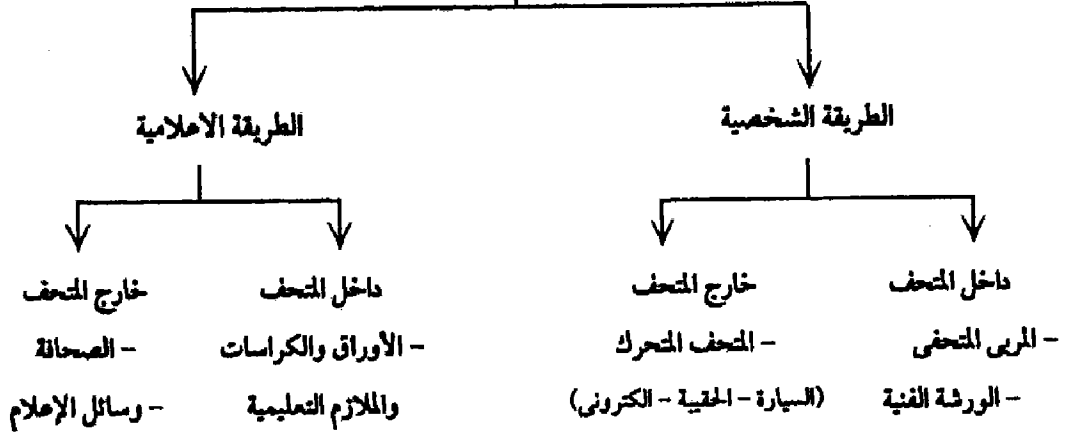 الطريقة الشخصية
الطريقة الاعلامية
داخل المتحف
- المربى المتحفى
- الورشة الفنية
خارج المتحف
- المتحف المتحرك
(السيارة - الحقيبة - الكترونى)
داخل المتحف
- الأوراق والكراسات
والملازم التعليمية
خارج المتحف
- الصحافة
- وسائل الإعلام